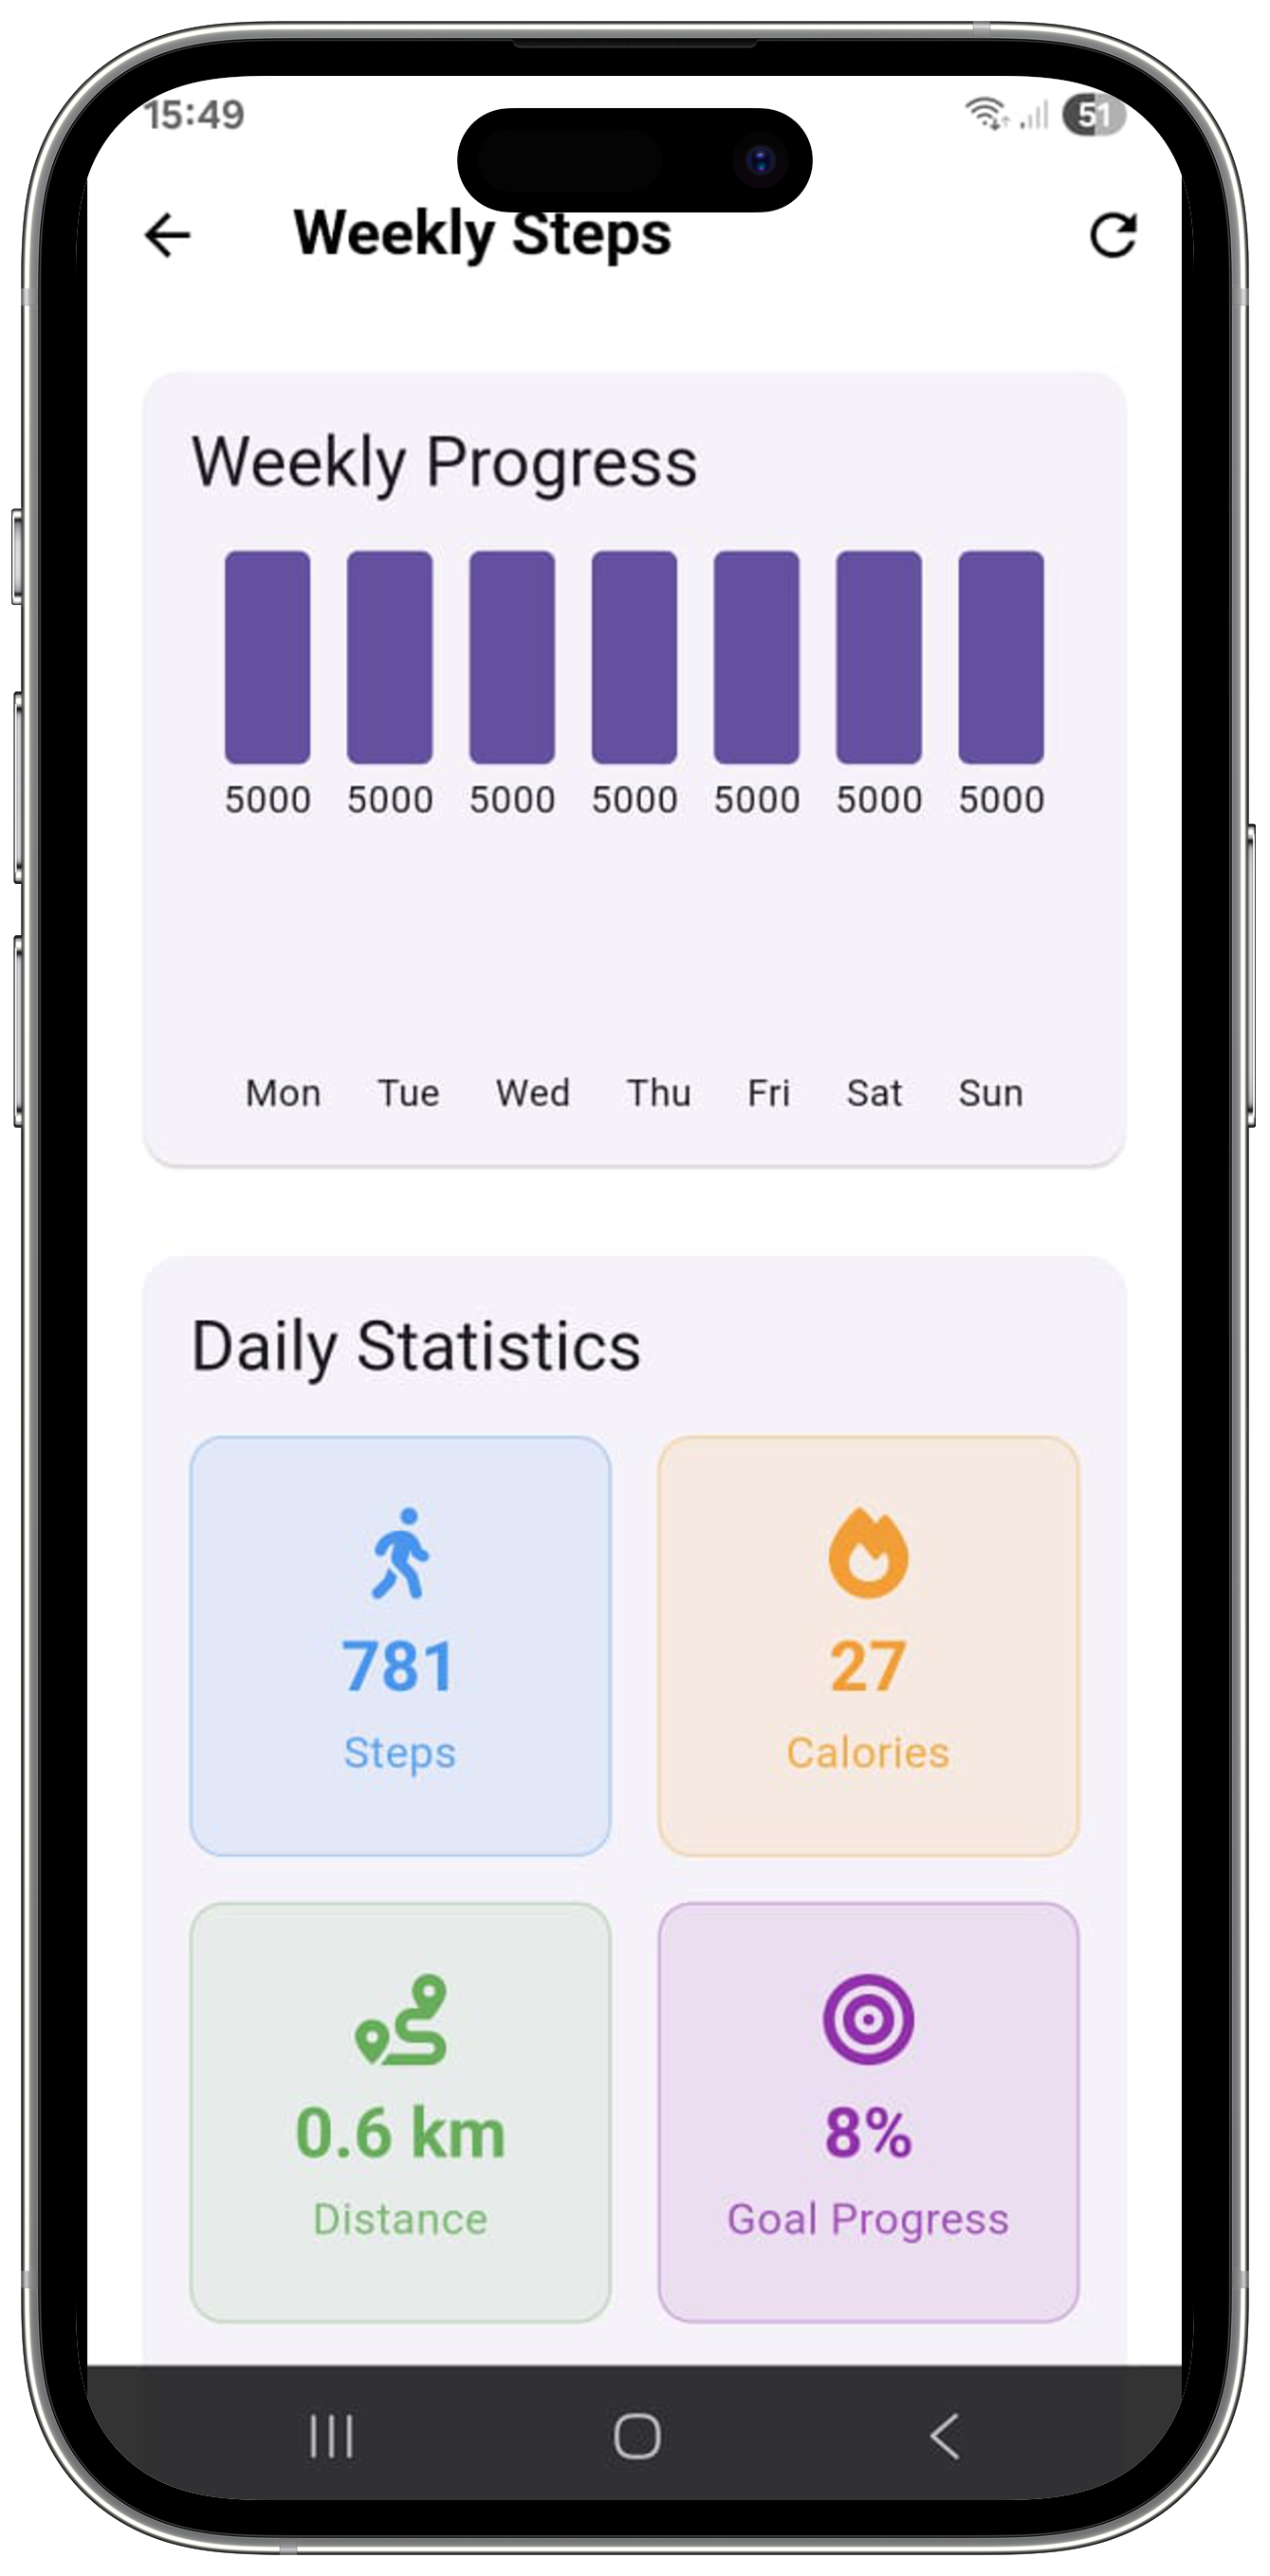 15:49
51
Weekly Steps
Weekly Progress
5000 5000 5000 5000 5000 5000 5000
Mon Tue Wed Thu Fri Sat Sun
Daily Statistics
781
Steps
27
Calories
0.6 km
Distance
8%
Goal Progress